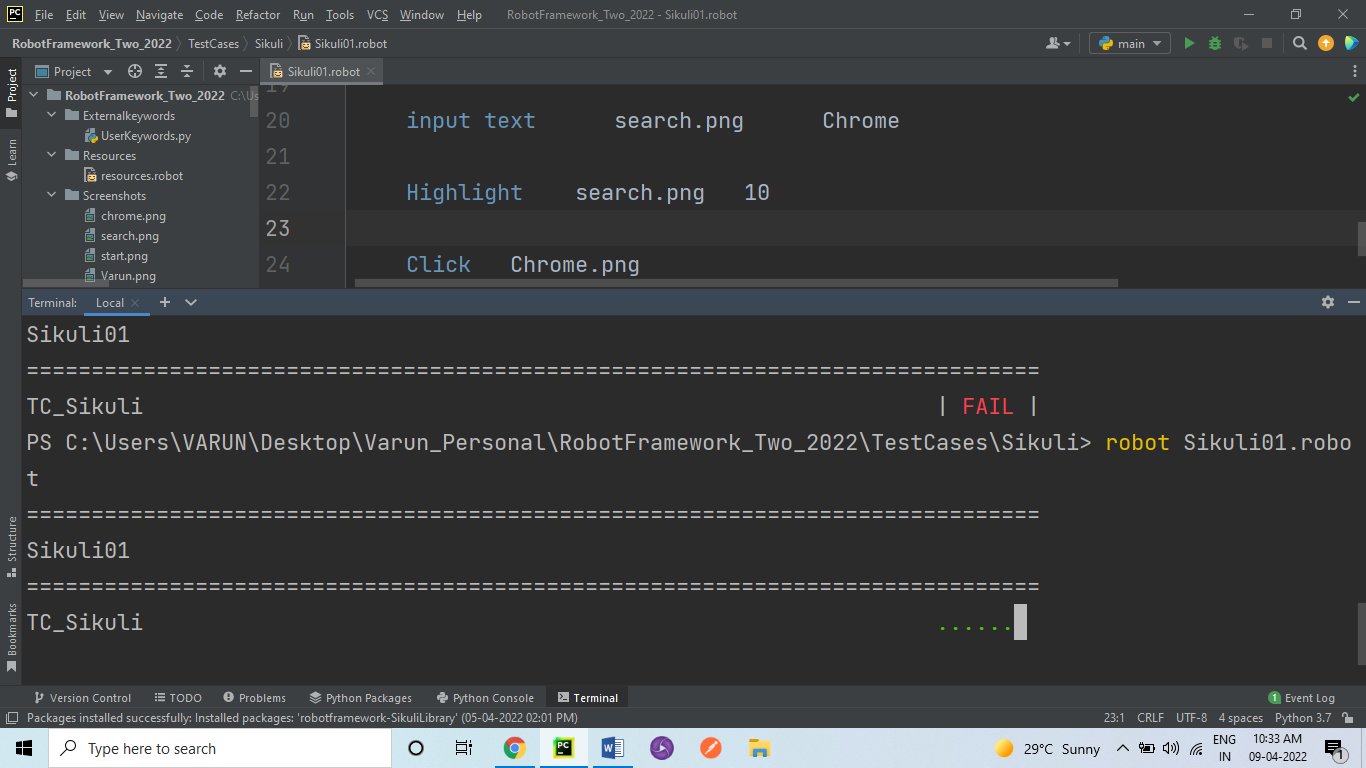 File Edit View Navigate Code Refactor Run Tools VCS Window Help RobotFramework_Two_2022 - Sikuli01.robot
RobotFramework_Two_2022 TestCases Sikuli Sikuli01.robot main
Project
Sikuli01.robot
Project
Learn
Structure
Bookmarks
RobotFramework_Two_2022 C:\Us
Externalkeywords
UserKeywords.py
Resources
resources.robot
Screenshots
chrome.png
search.png
start.png
Varun.png
19
20 input text search.png Chrome
21
22 Highlight search.png 10
23
24 Click Chrome.png
Terminal: Local
Sikuli01
==============================================================================
TC_Sikuli | FAIL |
PS C:\Users\VARUN\Desktop\Varun_Personal\RobotFramework_Two_2022\TestCases\Sikuli> robot Sikuli01.robo
t
==============================================================================
Sikuli01
==============================================================================
TC_Sikuli ......
Version Control TODO Problems Python Packages Python Console Terminal 1 Event Log
Packages installed successfully: Installed packages: 'robotframework-SikuliLibrary' (05-04-2022 02:01 PM) 23:1 CRLF UTF-8 4 spaces Python 3.7
Type here to search 29°C Sunny ENG 10:33 AM
IN 09-04-2022 1